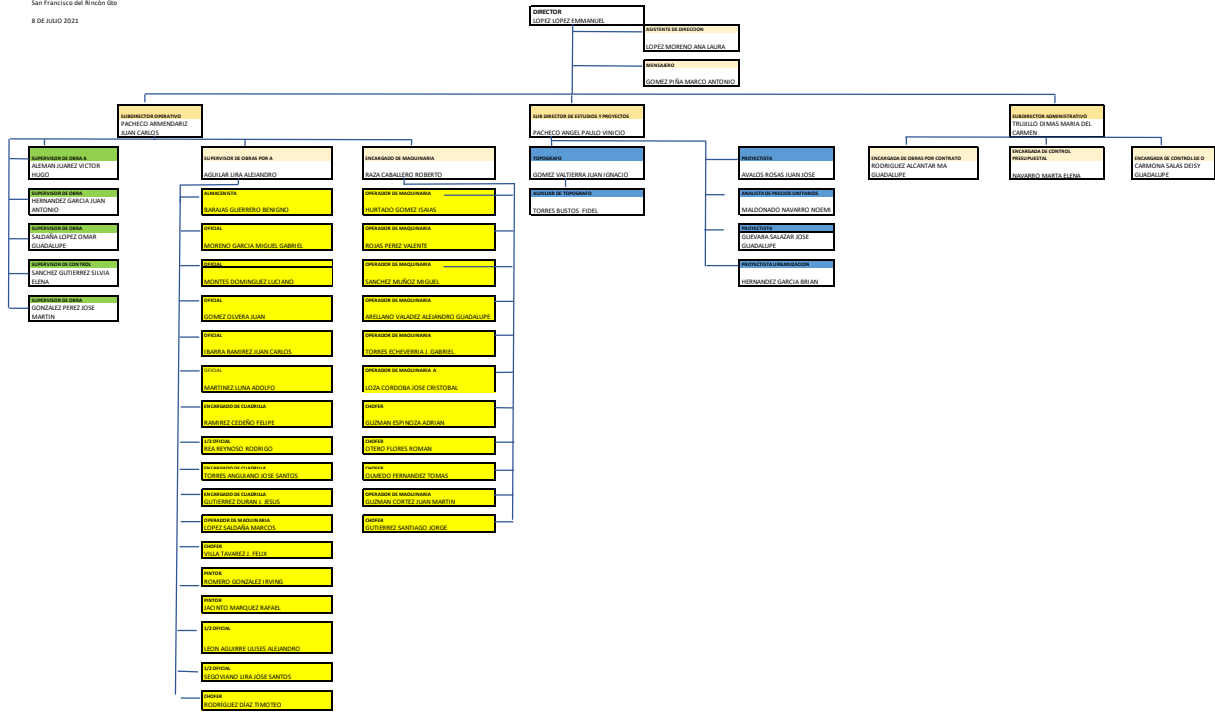 San Francisco del Rincón Gto
8 DE JULIO 2021
DIRECTOR
LOPEZ LOPEZ EMMANUEL
ASISTENTE DE DIRECCIÓN
LOPEZ MORENO ANA LAURA
MENSAJERO
GOMEZ PIÑA MARCO ANTONIO
SUBDIRECTOR OPERATIVO
PACHECO ARMENDARIZ
JUAN CARLOS
SUB DIRECTOR DE ESTUDIOS Y PROYECTOS
PACHECO ANGEL PAULO VINICIO
SUBDIRECTOR ADMINISTRATIVO
TRUJILLO DIMAS MARIA DEL
CARMEN
SUPERVISOR DE OBRA A
ALEMAN JUAREZ VICTOR
HUGO
SUPERVISOR DE OBRA
HERNANDEZ GARCIA JUAN
ANTONIO
SUPERVISOR DE OBRA
SALDAÑA LOPEZ OMAR
GUADALUPE
SUPERVISOR DE CONTROL
SANCHEZ GUTIERREZ SILVIA
ELENA
SUPERVISOR DE OBRA
GONZALEZ PEREZ JOSE
MARTIN
SUPERVISOR DE OBRAS POR A
AGUILAR LIRA ALEJANDRO
ALMACENISTA
BARAJAS GUERRERO BENIGNO
OFICIAL
MORENO GARCIA MIGUEL GABRIEL
OFICIAL
MONTES DOMINGUEZ LUCIANO
OFICIAL
GOMEZ OLVERA JUAN
OFICIAL
IBARRA RAMIREZ JUAN CARLOS
OFICIAL
MARTINEZ LUNA ADOLFO
ENCARGADO DE CUADRILLA
RAMIREZ CEDEÑO FELIPE
1/2 OFICIAL
REA REYNOSO RODRIGO
ENCARGADO DE CUADRILLA
TORRES ANGUIANO JOSE SANTOS
ENCARGADO DE CUADRILLA
GUTIERREZ DURAN J. JESUS
OPERADOR DE MAQUINARIA
LOPEZ SALDAÑA MARCOS
CHOFER
VILLA TAVAREZ J. FELIX
PINTOR
ROMERO GONZALEZ IRVING
PINTOR
JACINTO MARQUEZ RAFAEL
1/2 OFICIAL
LEON AGUIRRE ULISES ALEJANDRO
1/2 OFICIAL
SEGOVIANO LIRA JOSE SANTOS
CHOFER
RODRÍGUEZ DÍAZ TIMOTEO
ENCARGADO DE MAQUINARIA
RAZA CABALLERO ROBERTO
OPERADOR DE MAQUINARIA
HURTADO GOMEZ ISAIAS
OPERADOR DE MAQUINARIA
ROJAS PEREZ VALENTE
OPERADOR DE MAQUINARIA
SANCHEZ MUÑOZ MIGUEL
OPERADOR DE MAQUINARIA
ARELLANO VALADEZ ALEJANDRO GUADALUPE
OPERADOR DE MAQUINARIA
TORRES ECHEVERRIA J. GABRIEL
OPERADOR DE MAQUINARIA A
LOZA CORDOBA JOSE CRISTOBAL
CHOFER
GUZMAN ESPINOZA ADRIAN
CHOFER
OTERO FLORES ROMAN
CHOFER
OLMEDO FERNANDEZ TOMAS
OPERADOR DE MAQUINARIA
GUZMAN CORTEZ JUAN MARTIN
CHOFER
GUTIERREZ SANTIAGO JORGE
TOPOGRAFO
GOMEZ VALTIERRA JUAN IGNACIO
AUXILIAR DE TOPOGRAFO
TORRES BUSTOS FIDEL
PROYECTISTA
AVALOS ROSAS JUAN JOSE
ANALISTA DE PRECIOS UNITARIOS
MALDONADO NAVARRO NOEMI
PROYECTISTA
GUEVARA SALAZAR JOSE
GUADALUPE
PROYECTISTA URBANIZACION
HERNANDEZ GARCIA BRIAN
ENCARGADA DE OBRAS POR CONTRATO
RODRIGUEZ ALCANTAR MA
GUADALUPE
ENCARGADA DE CONTROL
PRESUPUESTAL
NAVARRO MARTA ELENA
ENCARGADA DE CONTROL DE O
CARMONA SALAS DEISY
GUADALUPE